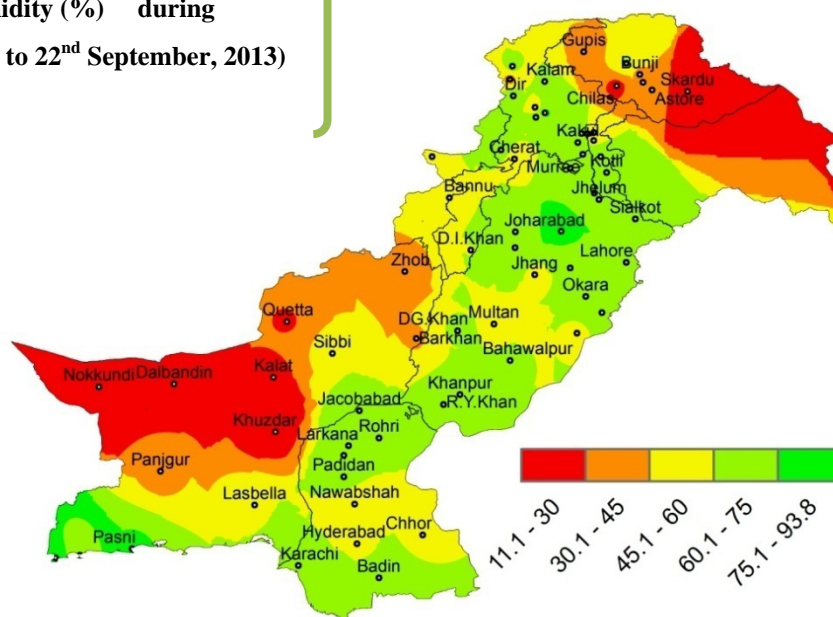 idity (%) during
to 22nd September, 2013)
Gupis
Bunji
Kalam
Skardu
Dir
Chilas
Astore
Cherat
Kotli
Murree
Bannu
Jhelum
Sialkot
Joharabad
D.I.Khan
Lahore
Zhob
Jhang
Okara
Quetta
DG.Khan
Multan
Sibbi
Barkhan
Bahawalpur
Nokkundi
Dalbandin
Kalat
Khanpur
Jacobabad
R.Y.Khan
Khuzdar
Larkana
Rohri
Panjgur
Padidan
Lasbella
Nawabshah
Pasni
Hyderabad
Chhor
Karachi
Badin
11.1 - 30
30.1 - 45
45.1 - 60
60.1 - 75
75.1 - 93.8